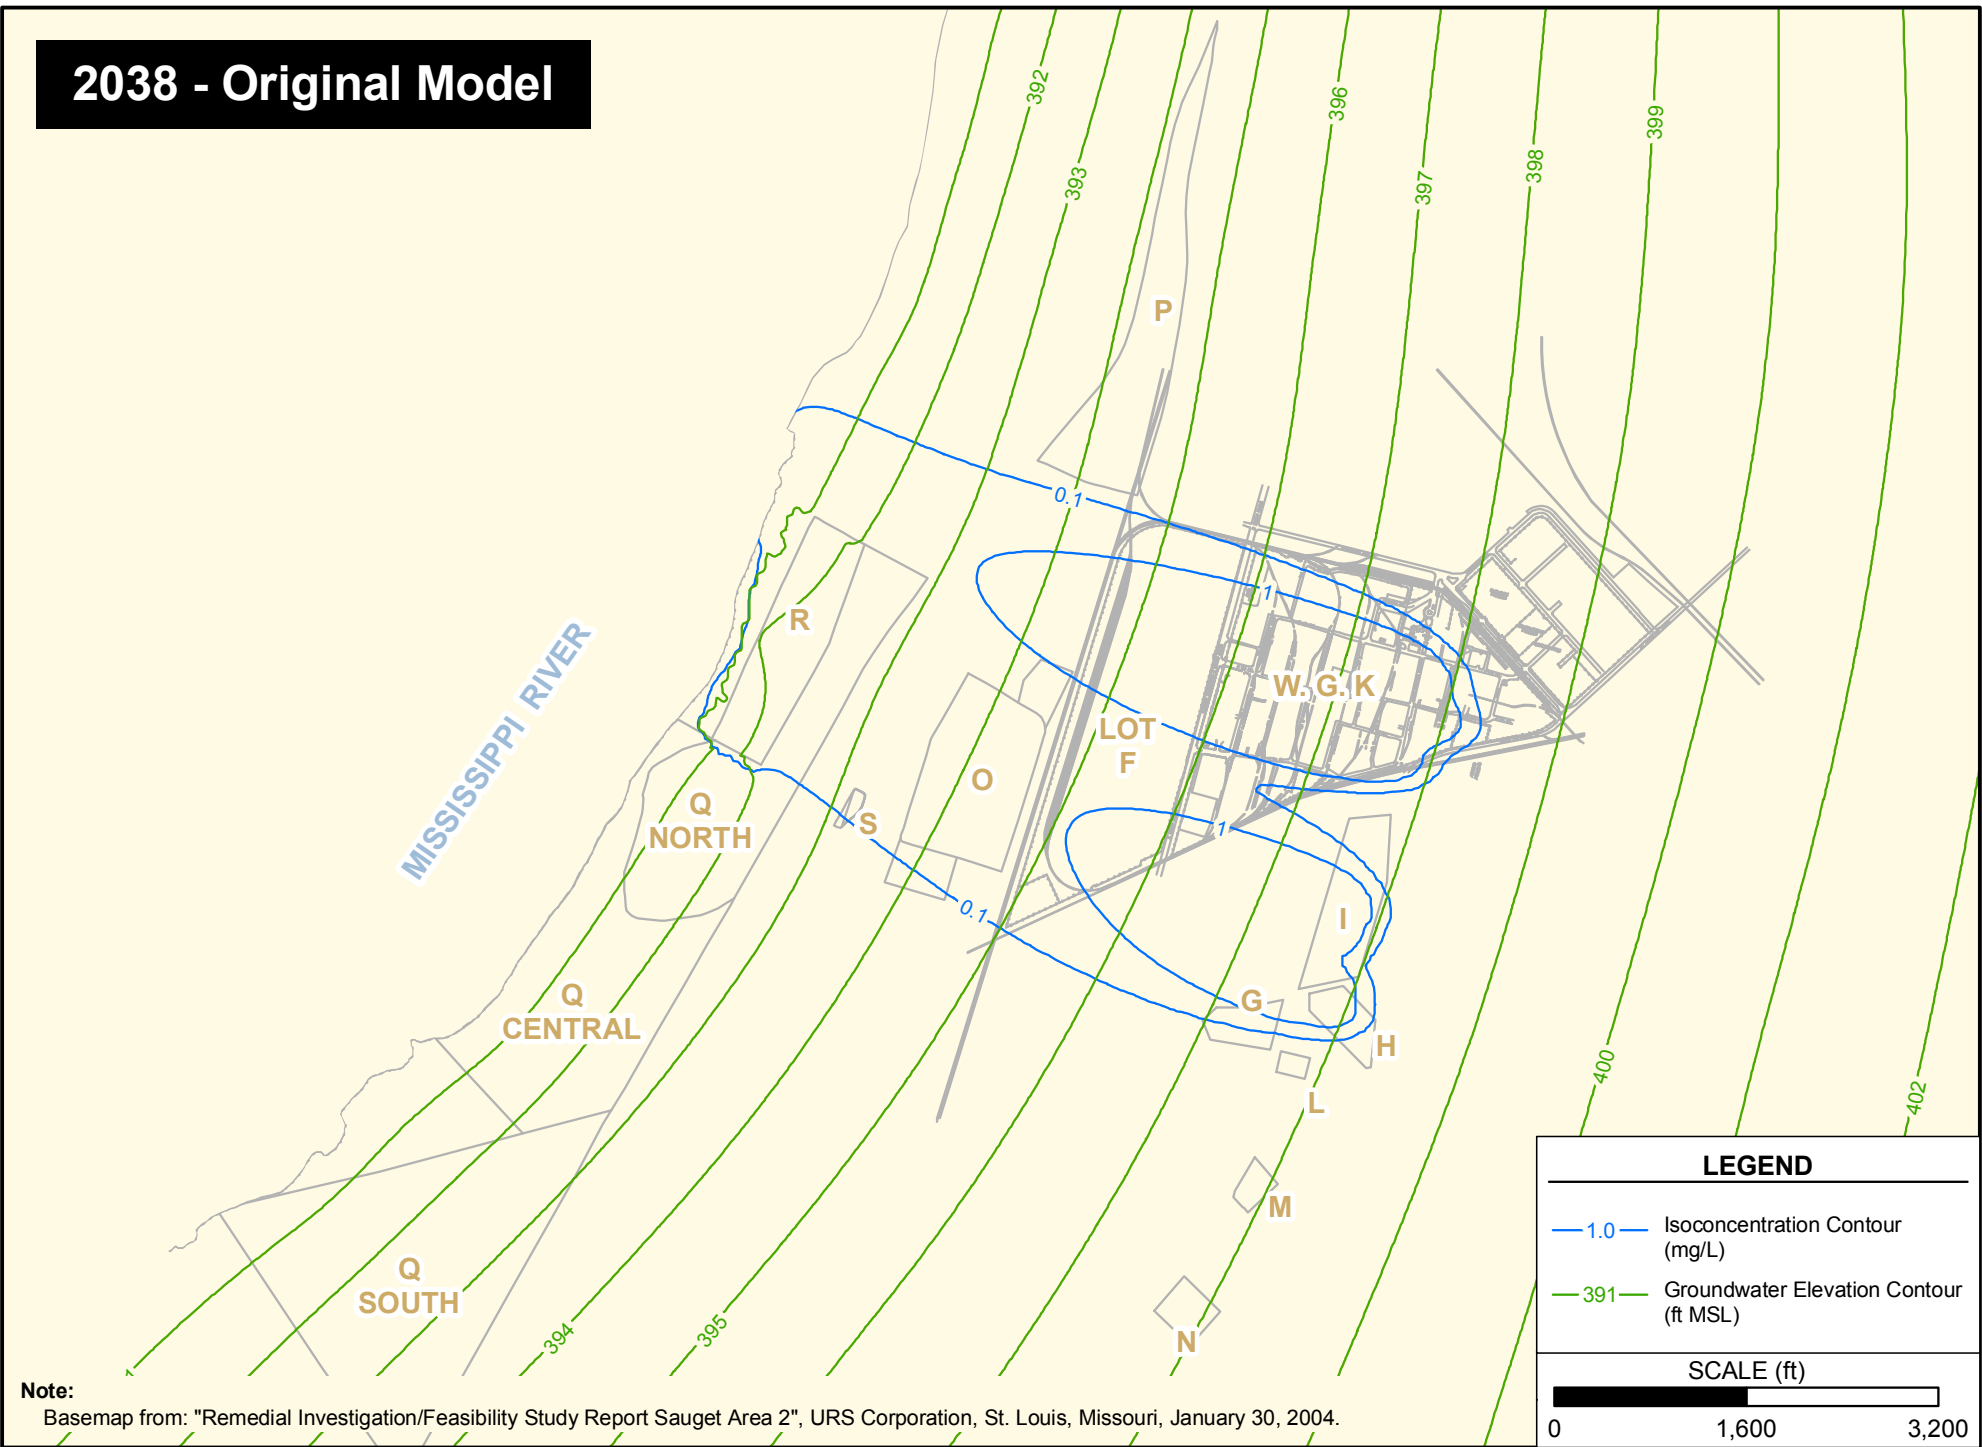 2038 - Original Model
392
396
399
398
393
397
P
0.1
1
R
MISSISSIPPI RIVER
W. G. K
LOT
F
O
Q
NORTH
S
1
0.1
I
Q
CENTRAL
G
H
L
400
402
M
Q
SOUTH
394
395
N
LEGEND
1.0 Isoconcentration Contour
(mg/L)
391 Groundwater Elevation Contour
(ft MSL)
SCALE (ft)
0 1,600 3,200
Note:
Basemap from: "Remedial Investigation/Feasibility Study Report Sauget Area 2", URS Corporation, St. Louis, Missouri, January 30, 2004.